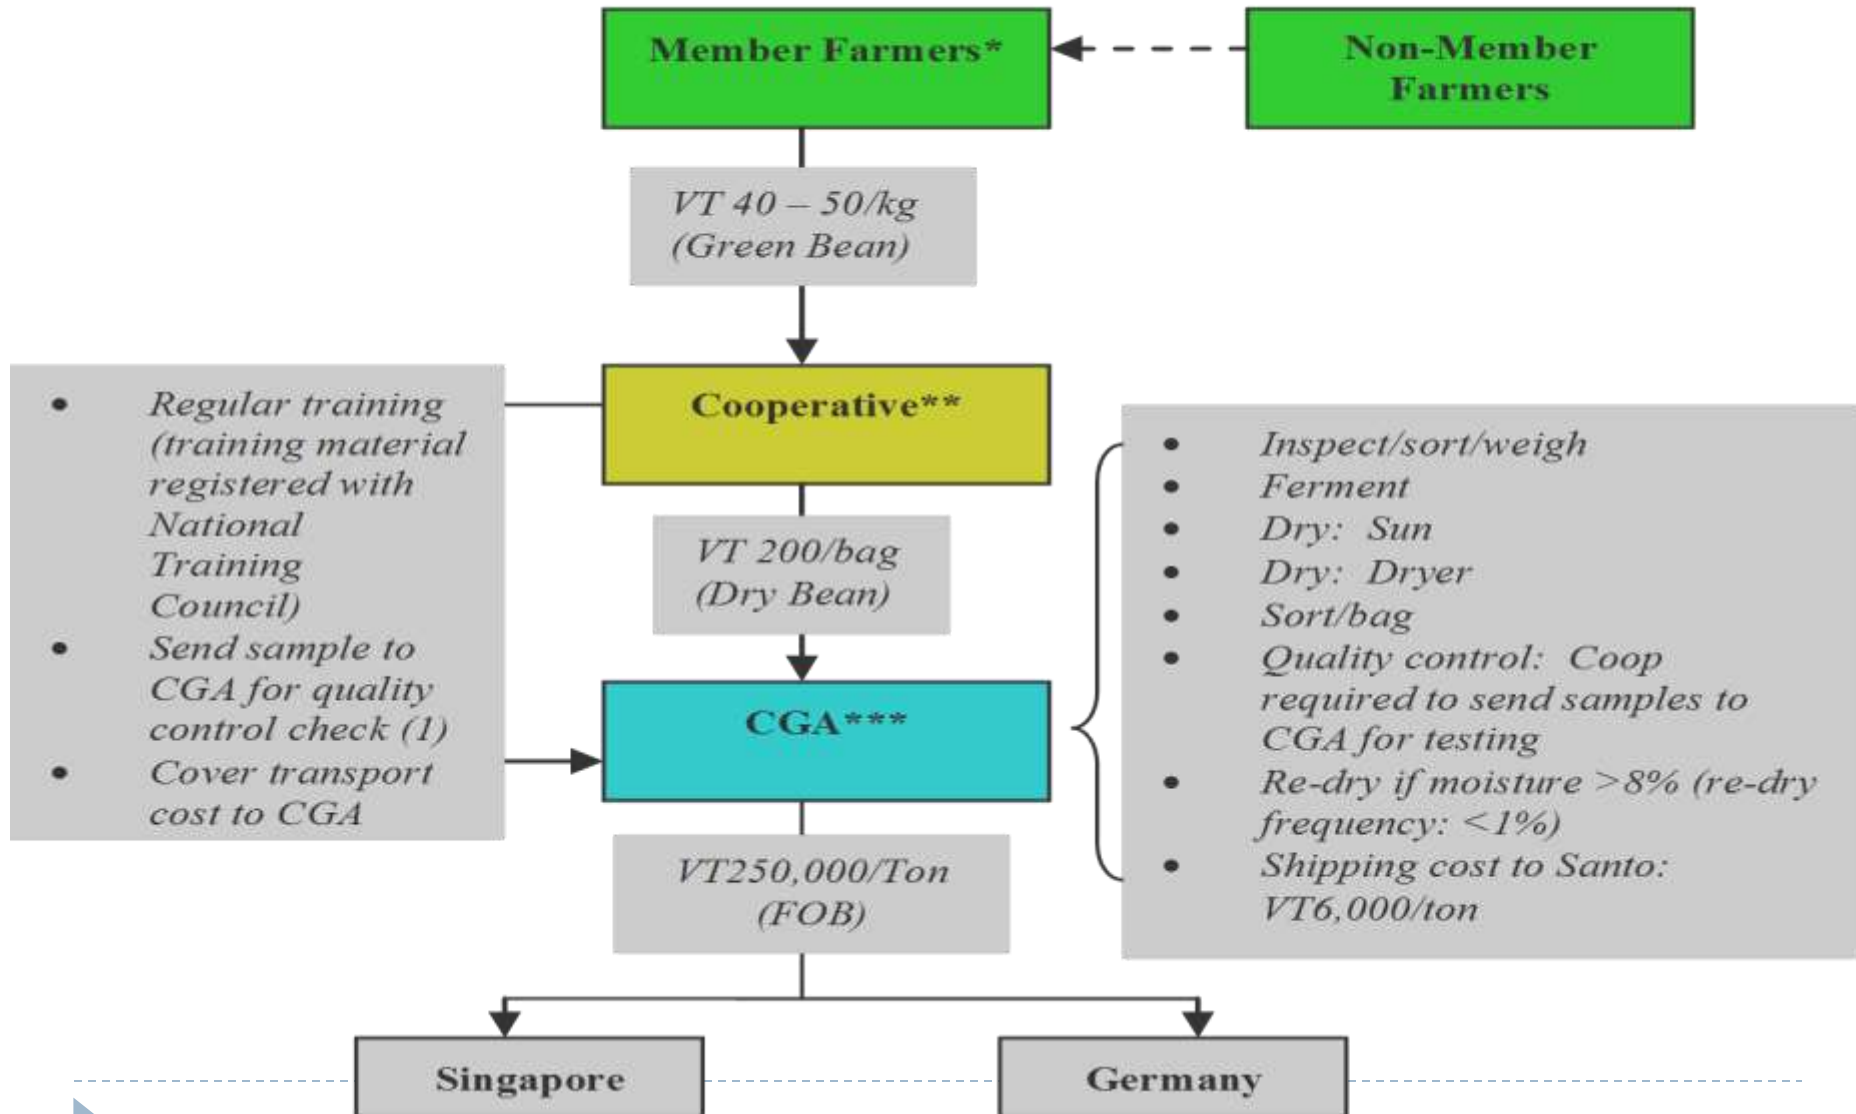 Member Farmers*
Non-Member
Farmers
VT 40 – 50/kg
(Green Bean)
Cooperative**
• Regular training
(training material
registered with
National
Training
Council)
• Send sample to
CGA for quality
control check (1)
• Cover transport
cost to CGA
VT 200/bag
(Dry Bean)
CGA***
• Inspect/sort/weigh
• Ferment
• Dry: Sun
• Dry: Dryer
• Sort/bag
• Quality control: Coop
required to send samples to
CGA for testing
• Re-dry if moisture >8% (re-dry
frequency: <1%)
• Shipping cost to Santo:
VT6,000/ton
VT250,000/Ton
(FOB)
Singapore
Germany